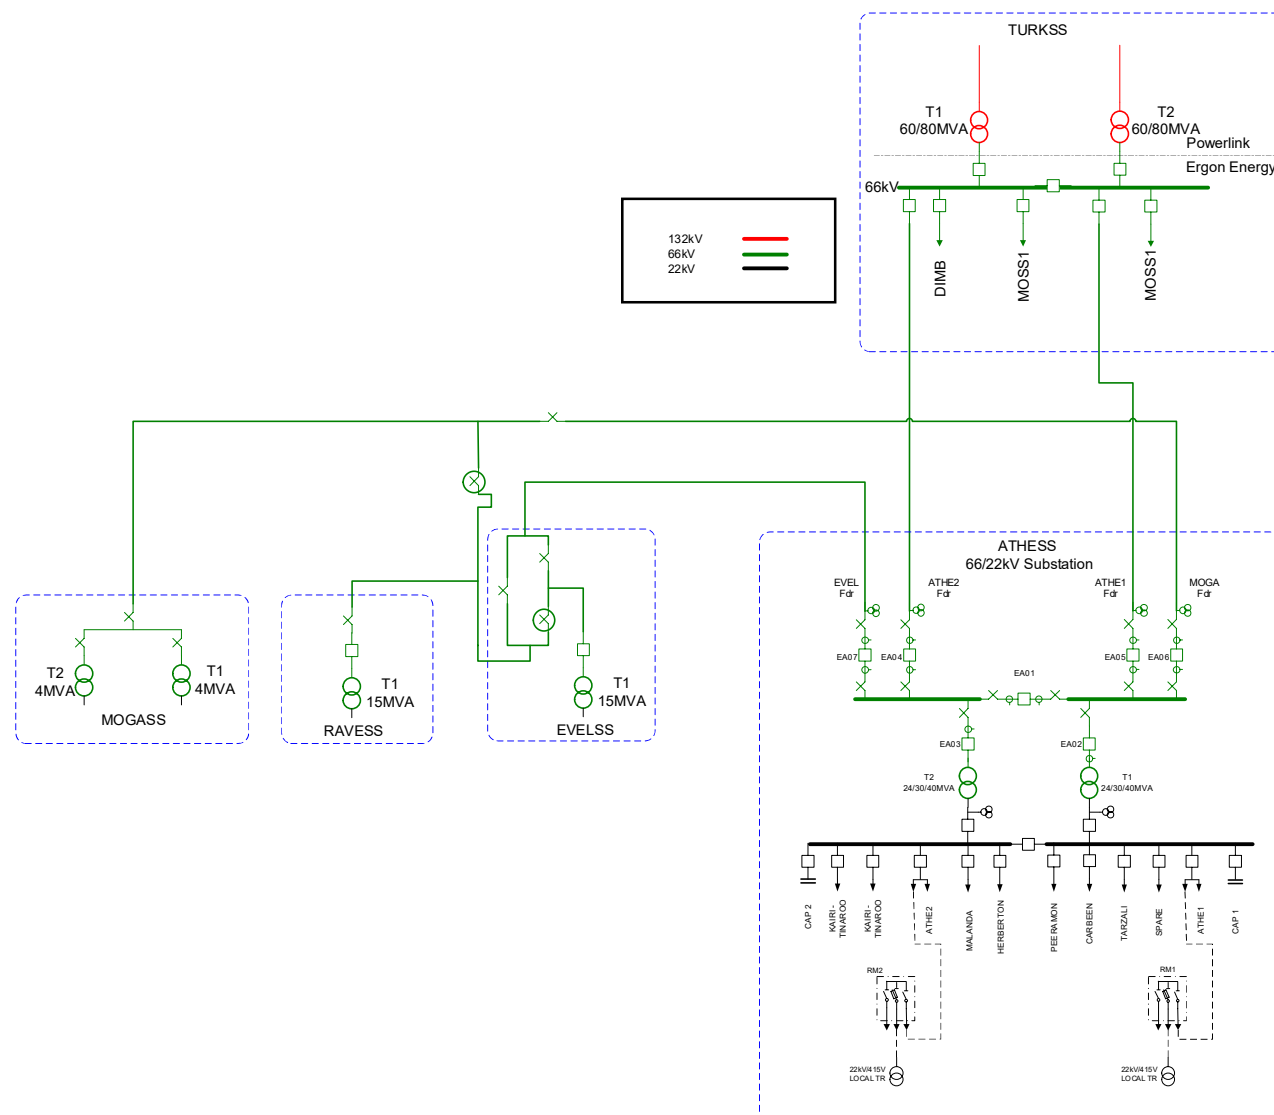 TURKSS
T1
60/80MVA
T2
60/80MVA
Powerlink
Ergon Energy
66kV
DIMB
MOSS1
MOSS1
132kV
66kV
22kV
ATHESS
66/22kV Substation
EVEL
Fdr
ATHE2
Fdr
ATHE1
Fdr
MOGA
Fdr
EA07
EA04
EA05
EA06
EA01
T2
4MVA
T1
4MVA
MOGASS
T1
15MVA
RAVESS
T1
15MVA
EVELSS
EA03
EA02
T2
24/30/40MVA
T1
24/30/40MVA
CAP 2
KAIRI -
TINAROO
KAIRI -
TINAROO
ATHE2
MALANDA
HERBERTON
PEERAMON
CARBEEN
TARZALI
SPARE
ATHE1
CAP 1
RM2
RM1
22kV/415V
LOCAL TR
22kV/415V
LOCAL TR